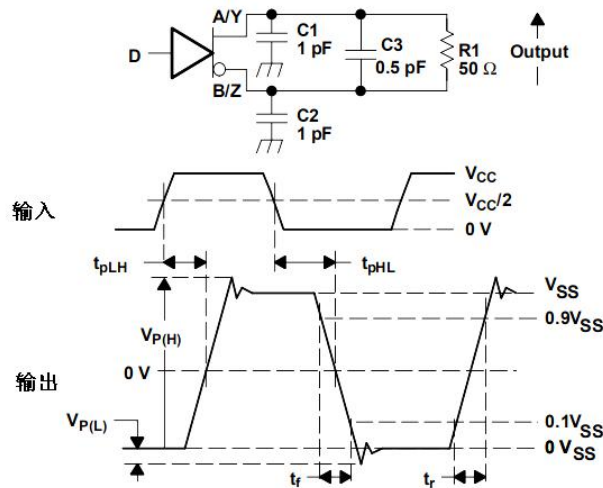 A/Y
C1
1 pF
D
C3
0.5 pF
R1
50 Ω
Output
B/Z
C2
1 pF
输入
VCC
VCC/2
0 V
tpLH
tpHL
VSS
0.9VSS
VP(H)
输出
0 V
VP(L)
0.1VSS
0 VSS
tf
tr